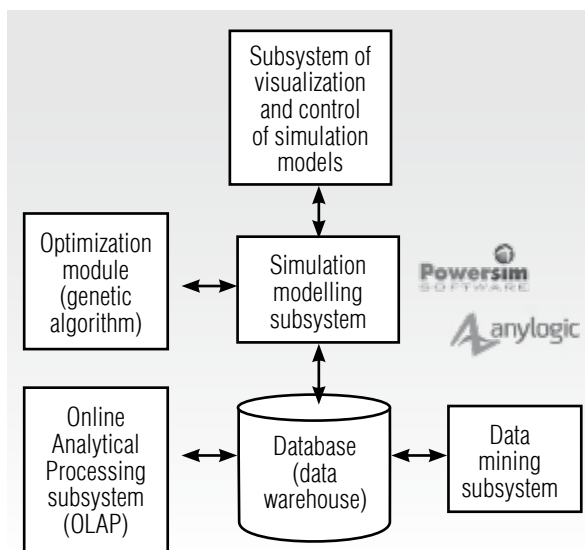 Subsystem of
visualization
and control
of simulation
models
Optimization
module
(genetic
algorithm)
Simulation
modelling
subsystem
Powersim
SOFTWARE
anylogic
Online
Analytical
Processing
subsystem
(OLAP)
Database
(data
warehouse)
Data
mining
subsystem